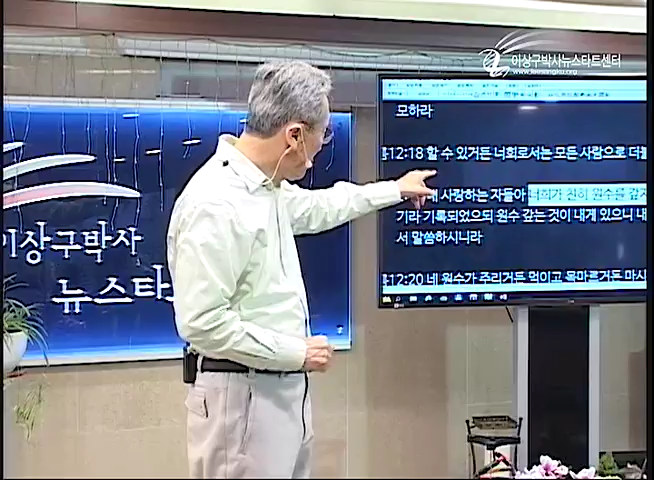 이상구박사뉴스타트센터
모하라
12:18 할 수 있거든 너희로서는 모든 사람으로 더불
사랑하는 자들아 너희가 친히 원수를 갚지
기라 기록되었으되 원수 갚는 것이 내게 있으니 내
서 말씀하시니라
12:20 네 원수가 주리거든 먹이고 목마르거든 마시
이상구박사
뉴스타트